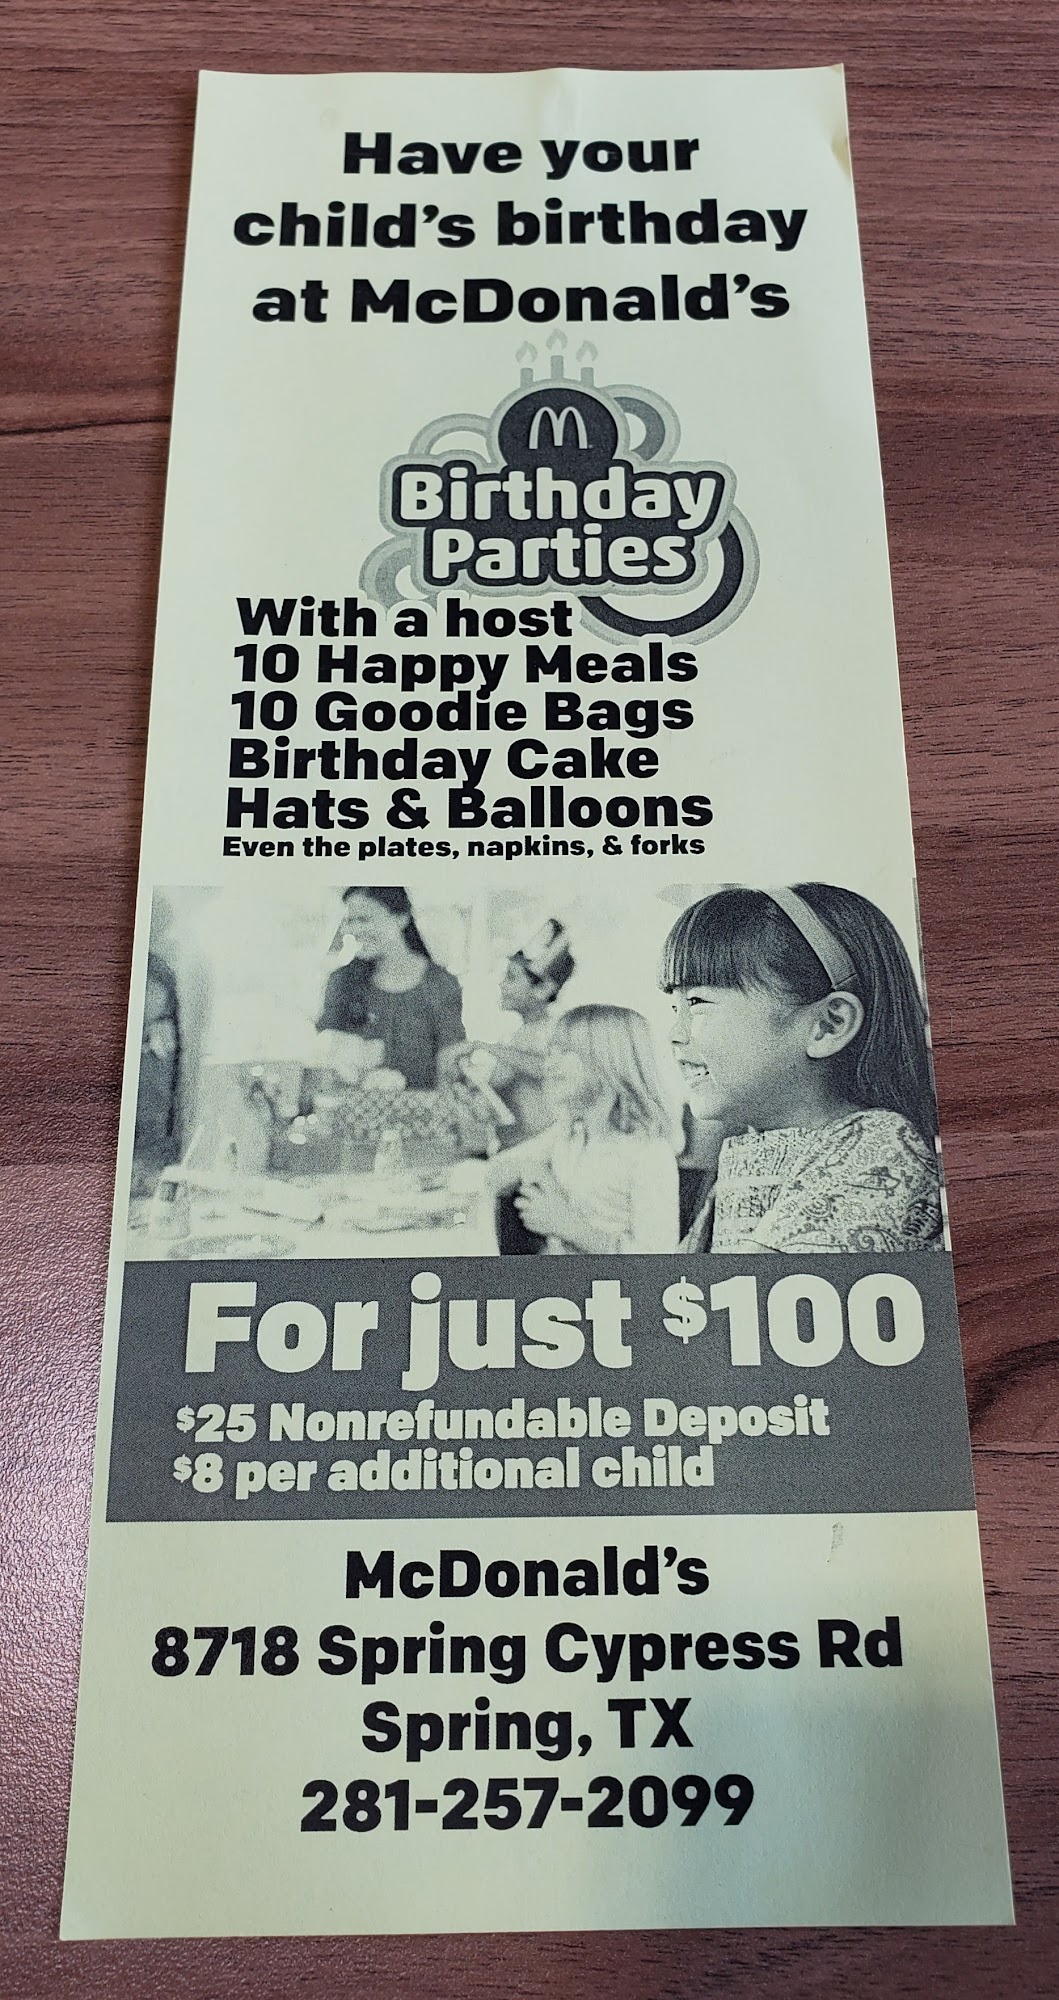 Have your
child's birthday
at McDonald's
M
Birthday
Parties
With a host
10 Happy Meals
10 Goodie Bags
Birthday Cake
Hats & Balloons
Even the plates, napkins, & forks
For just $100
$25 Nonrefundable Deposit
$8 per additional child
McDonald's
8718 Spring Cypress Rd
Spring, TX
281-257-2099